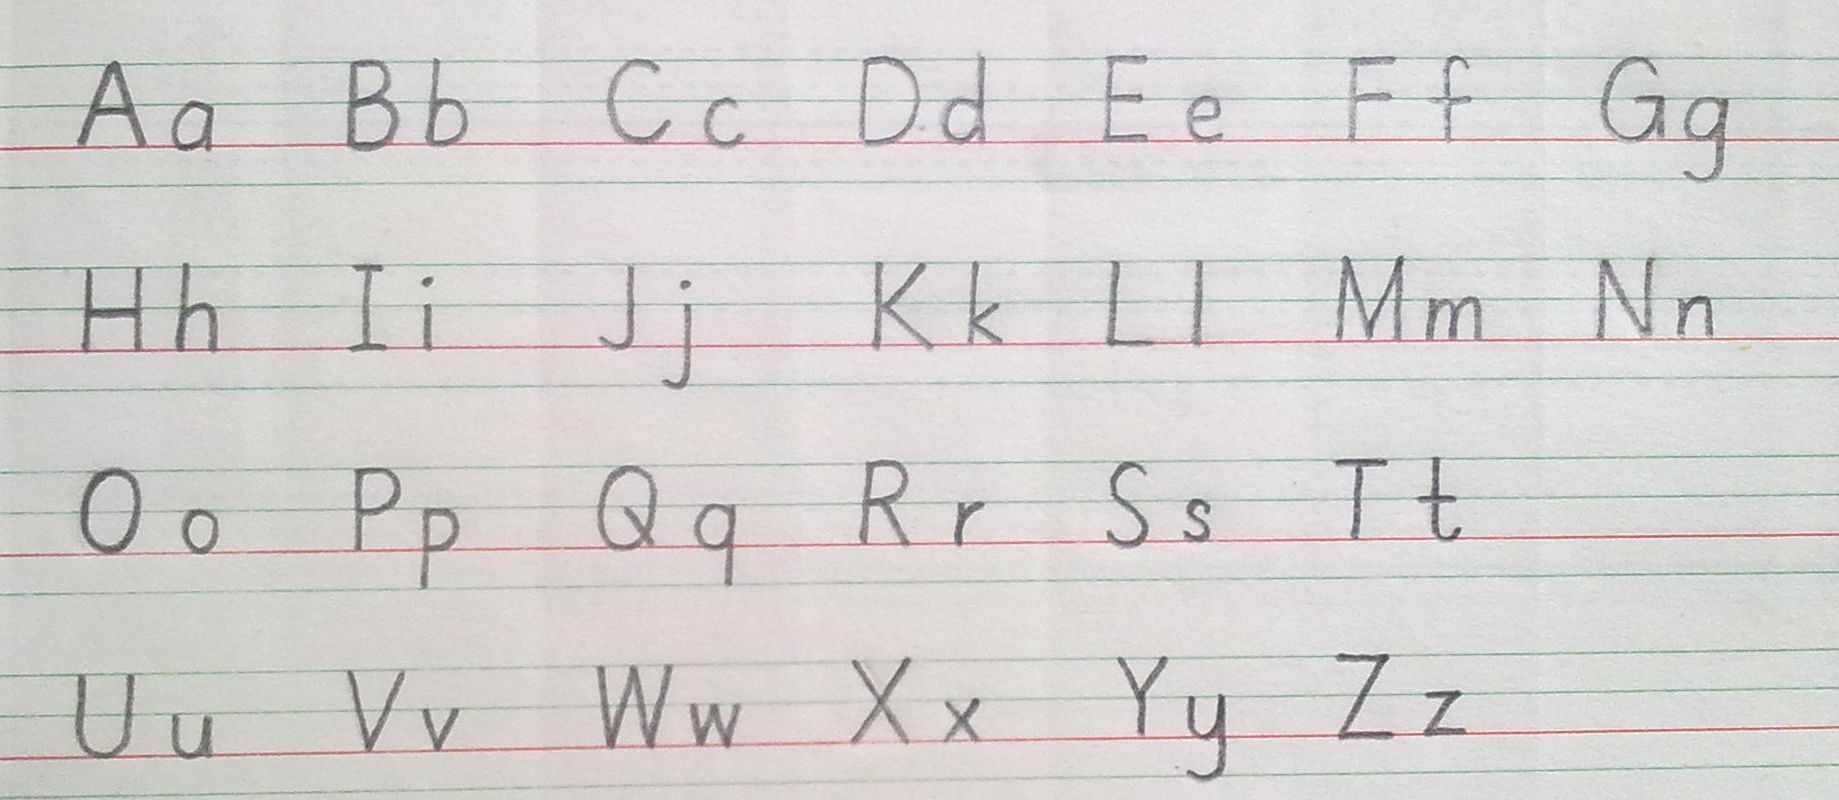 Aa Bb Cc Dd Ee Ff Gg
Hh Ii Jj Kk Ll Mm Nn
Oo Pp Qq Rr Ss Tt
Uu Vv Ww Xx Yy Zz